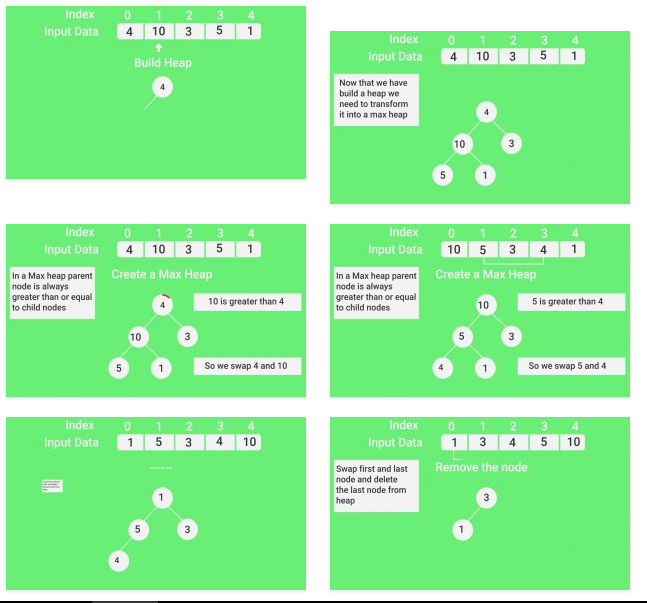 Index 0 1 2 3 4
Input Data 4 10 3 5 1
Build Heap
4
Index 0 1 2 3 4
Input Data 4 10 3 5 1
Now that we have
build a heap we
need to transform
it into a max heap
4
10 3
5 1
Index 0 1 2 3 4
Input Data 4 10 3 5 1
In a Max heap parent
node is always
greater than or equal
to child nodes
Create a Max Heap
4
10 is greater than 4
10 3
5 1
So we swap 4 and 10
Index 0 1 2 3 4
Input Data 10 5 3 4 1
In a Max heap parent
node is always
greater than or equal
to child nodes
Create a Max Heap
10
5 is greater than 4
5 3
4 1
So we swap 5 and 4
Index 0 1 2 3 4
Input Data 1 5 3 4 10
1
5 3
4
Index 0 1 2 3 4
Input Data 1 3 4 5 10
Swap first and last
node and delete
the last node from
heap
Remove the node
3
1